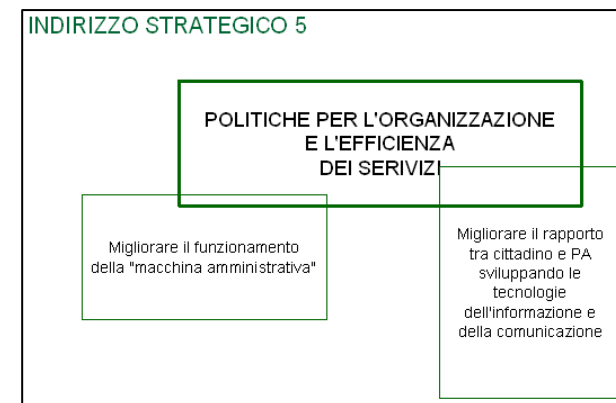 INDIRIZZO STRATEGICO 5
POLITICHE PER L'ORGANIZZAZIONE
E L'EFFICIENZA
DEI SERIVIZI
Migliorare il funzionamento
della "macchina amministrativa"
Migliorare il rapporto
tra cittadino e PA
sviluppando le
tecnologie
dell'informazione e
della comunicazione